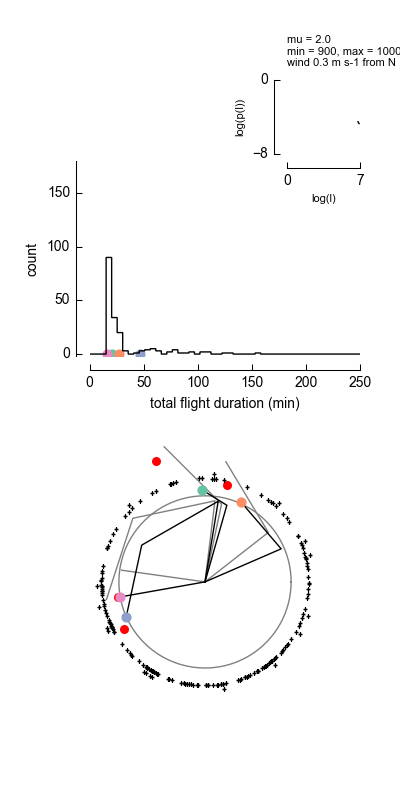 mu = 2.0
min = 900, max = 1000
wind 0.3 m s-1 from N
0
log(p(l))
−8
0
7
log(l)
150
count
100
50
0
0
50
100
150
200
250
total flight duration (min)